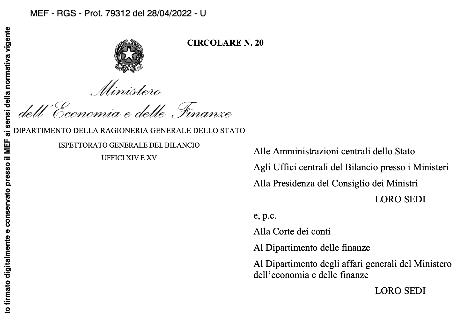 MEF - RGS - Prot. 79312 del 28/04/2022 - U
CIRCOLARE N. 20
Ministero
dell'Economia e delle Finanze
DIPARTIMENTO DELLA RAGIONERIA GENERALE DELLO STATO
ISPETTORATO GENERALE DEL BILANCIO
UFFICI XIV E XV
Alle Amministrazioni centrali dello Stato
Agli Uffici centrali del Bilancio presso i Ministeri
Alla Presidenza del Consiglio dei Ministri
LORO SEDI
e, p.c.
Alla Corte dei conti
Al Dipartimento delle finanze
Al Dipartimento degli affari generali del Ministero
dell'economia e delle finanze
LORO SEDI
to firmato digitalmente e conservato presso il MEF ai sensi della normativa vigente